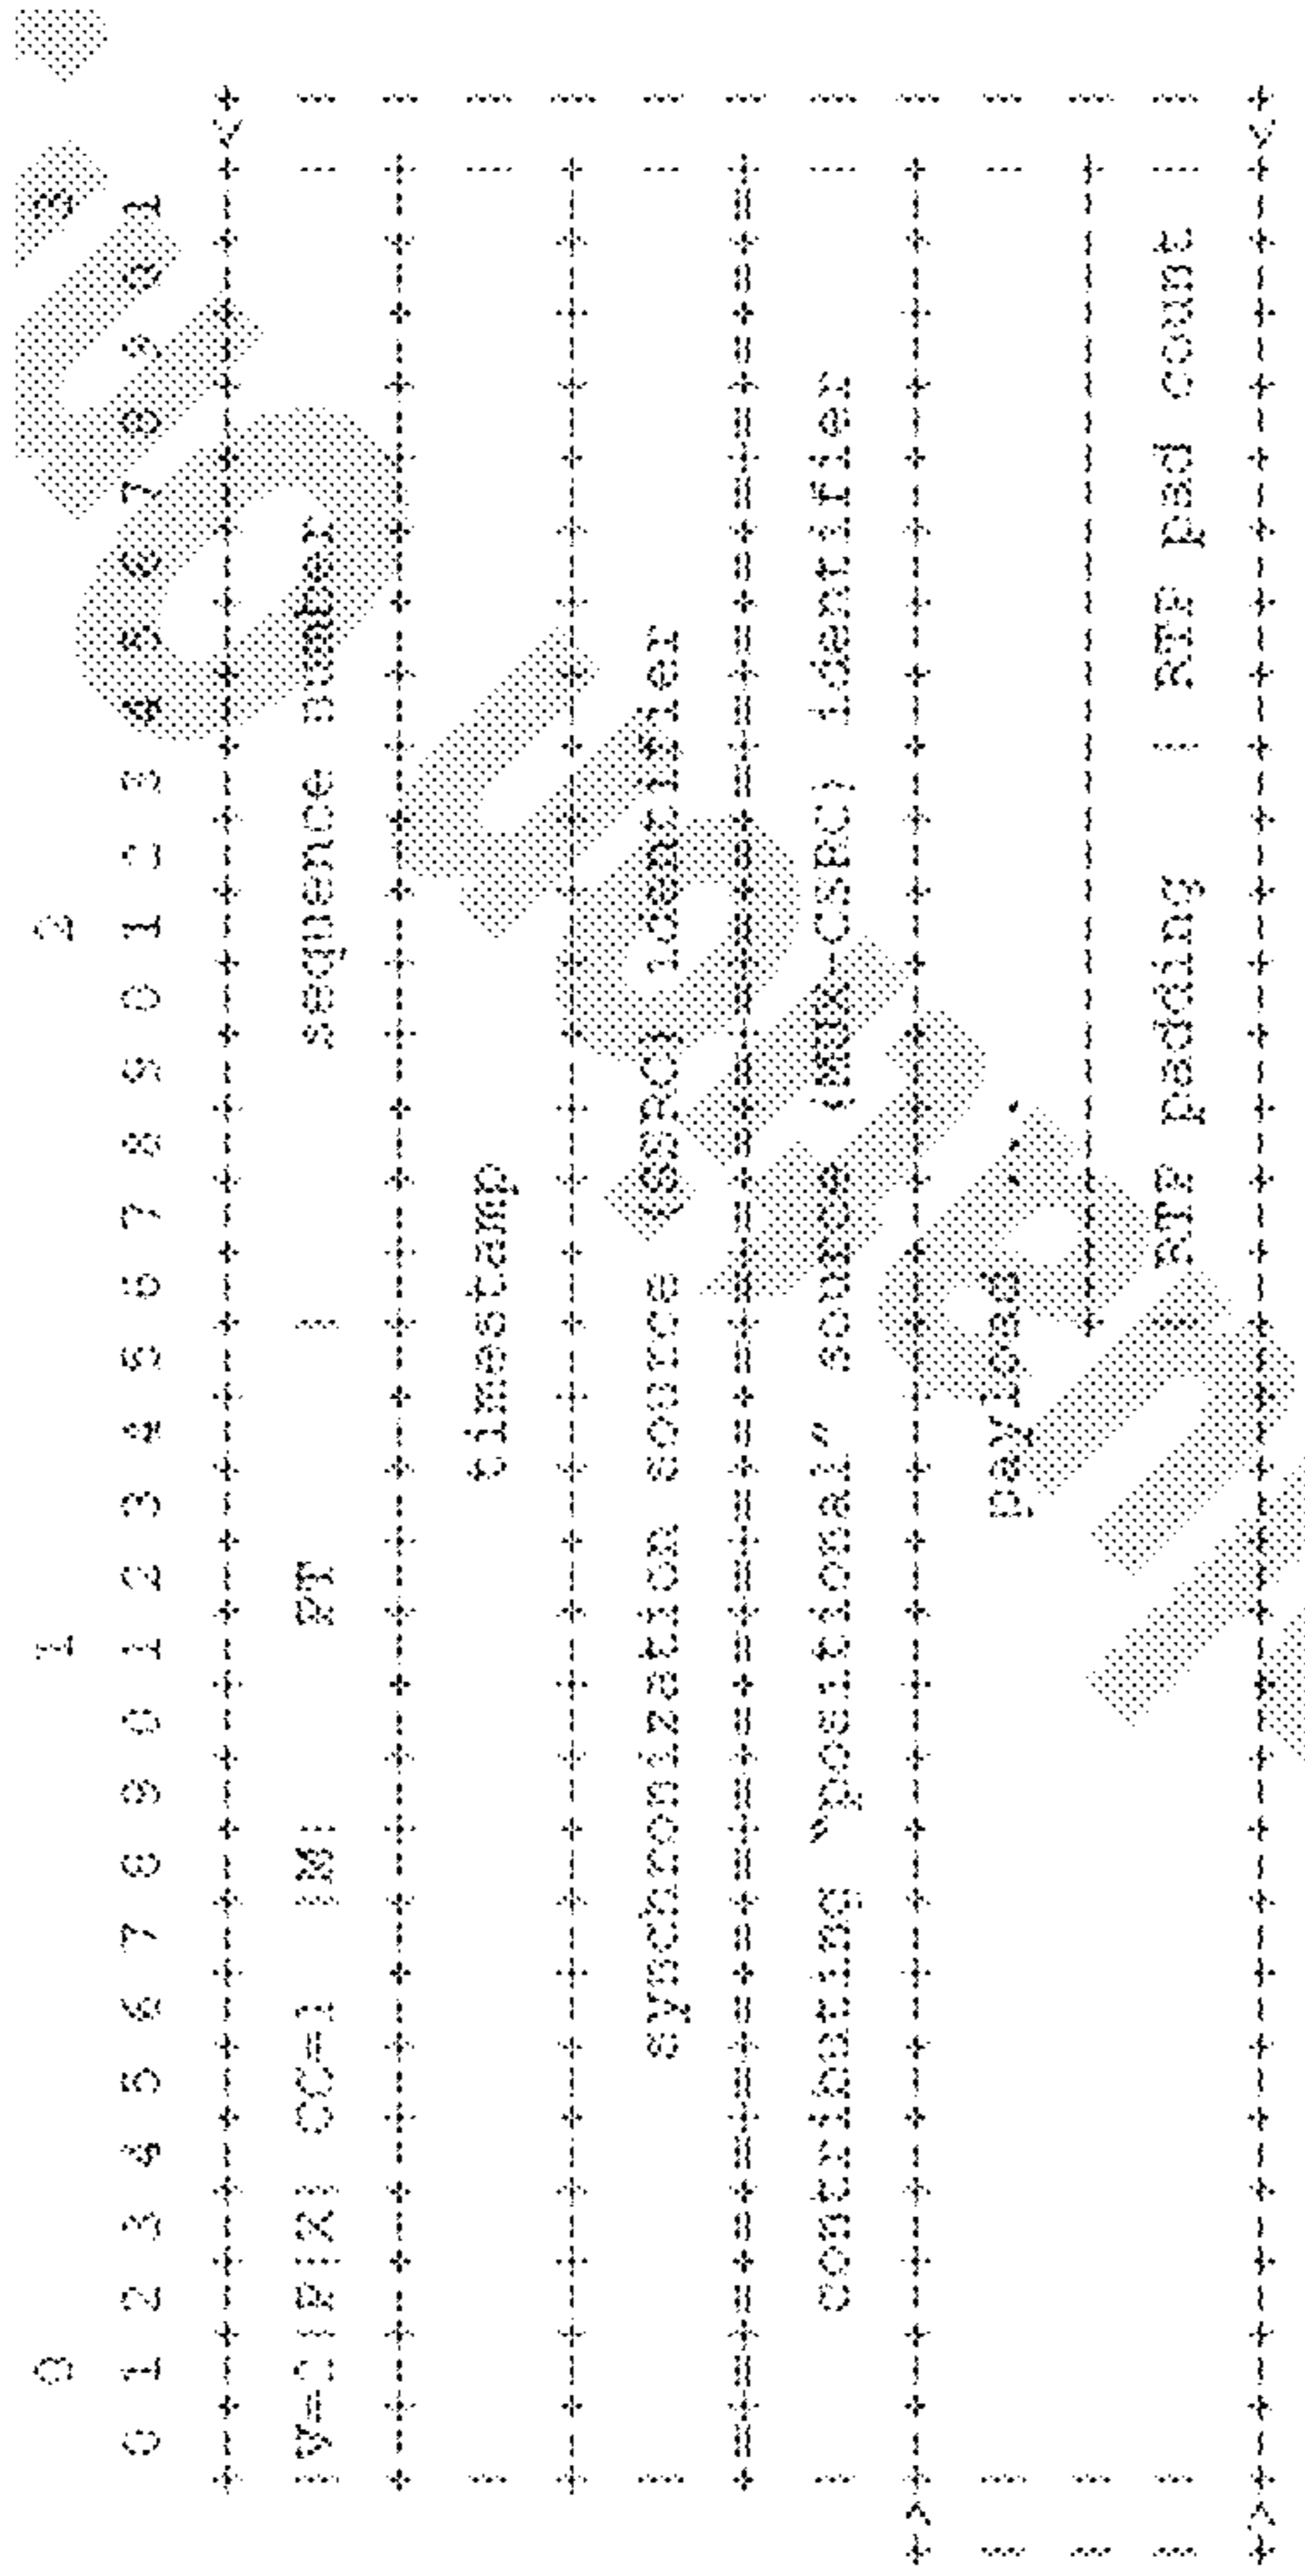 0 1 2 3
0 1 2 3 4 5 6 7 8 9 0 1 2 3 4 5 6 7 8 9 0 1 2 3 4 5 6 7 8 9 0 1
+-+-+-+-+-+-+-+-+-+-+-+-+-+-+-+-+-+-+-+-+-+-+-+-+-+-+-+-+-+-+-+-+<+
|V=2|P|X| CC=1 |M| PT | sequence number | |
+-+-+-+-+-+-+-+-+-+-+-+-+-+-+-+-+-+-+-+-+-+-+-+-+-+-+-+-+-+-+-+-+ |
| timestamp | |
+-+-+-+-+-+-+-+-+-+-+-+-+-+-+-+-+-+-+-+-+-+-+-+-+-+-+-+-+-+-+-+-+ |
| synchronization source (SSRC) identifier | |
+=+=+=+=+=+=+=+=+=+=+=+=+=+=+=+=+=+=+=+=+=+=+=+=+=+=+=+=+=+=+=+=+ |
| contributing "positional" source (MIX-CSRC) identifier | |
+>+-+-+-+-+-+-+-+-+-+-+-+-+-+-+-+-+-+-+-+-+-+-+-+-+-+-+-+-+-+-+-+-+ |
| | payload ... | |
| | +-------------------------------+ |
| | | RTP padding | RTP pad count | |
+>+-+-+-+-+-+-+-+-+-+-+-+-+-+-+-+-+-+-+-+-+-+-+-+-+-+-+-+-+-+-+-+-+<+